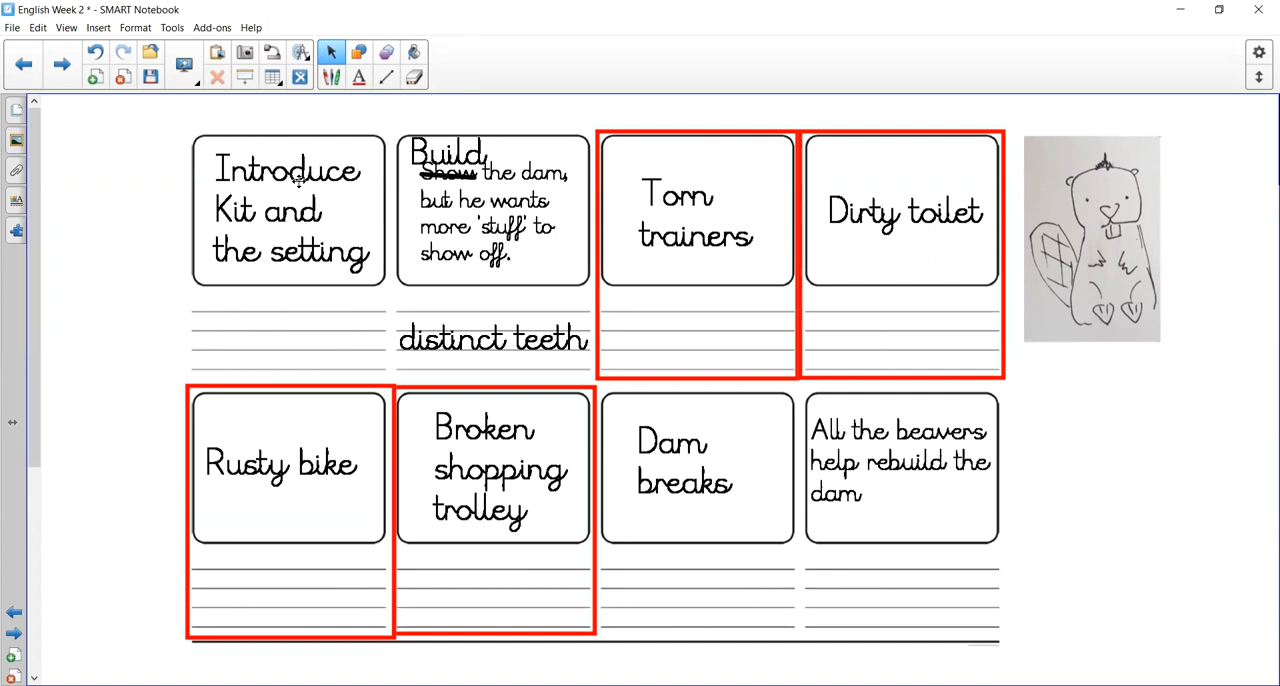 English Week 2 * - SMART Notebook
File Edit View Insert Format Tools Add-ons Help
Introduce
Kit and
the setting
Build
Show the dam,
but he wants
more 'stuff' to
show off.
distinct teeth
Torn
trainers
Dirty toilet
Rusty bike
Broken
shopping
trolley
Dam
breaks
All the beavers
help rebuild the
dam